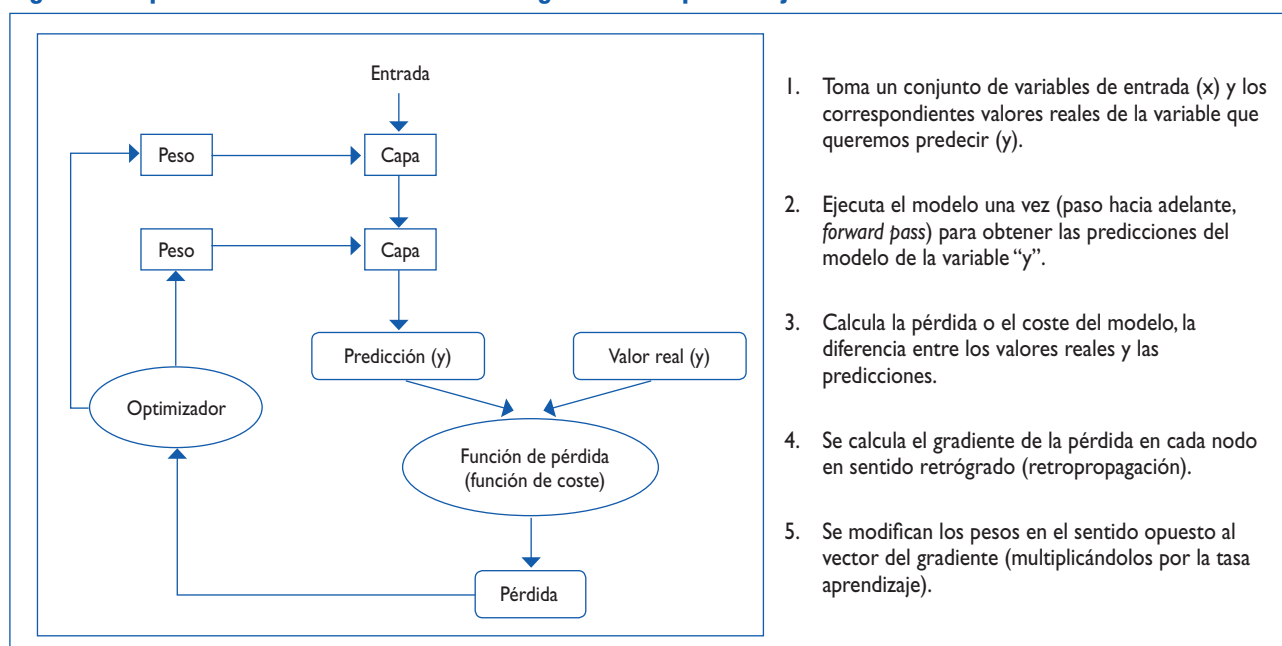 Entrada
Peso
Capa
Peso
Capa
Predicción (y)
Valor real (y)
Optimizador
Función de pérdida
(función de coste)
Pérdida
1. Toma un conjunto de variables de entrada (x) y los
correspondientes valores reales de la variable que
queremos predecir (y).
2. Ejecuta el modelo una vez (paso hacia adelante,
forward pass) para obtener las predicciones del
modelo de la variable “y”.
3. Calcula la pérdida o el coste del modelo, la
diferencia entre los valores reales y las
predicciones.
4. Se calcula el gradiente de la pérdida en cada nodo
en sentido retrógrado (retropropagación).
5. Se modifican los pesos en el sentido opuesto al
vector del gradiente (multiplicándolos por la tasa
aprendizaje).